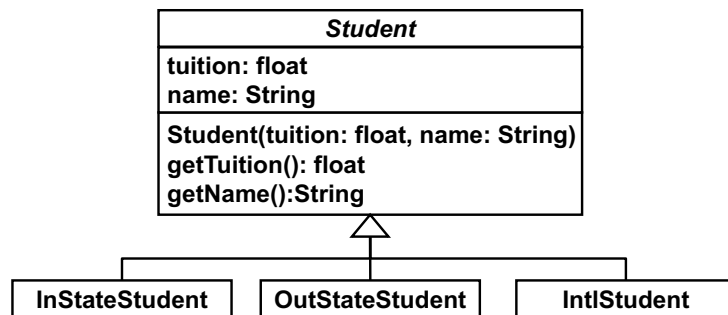 Student
tuition: float
name: String
Student(tuition: float, name: String)
getTuition(): float
getName():String
InStateStudent
OutStateStudent
IntlStudent